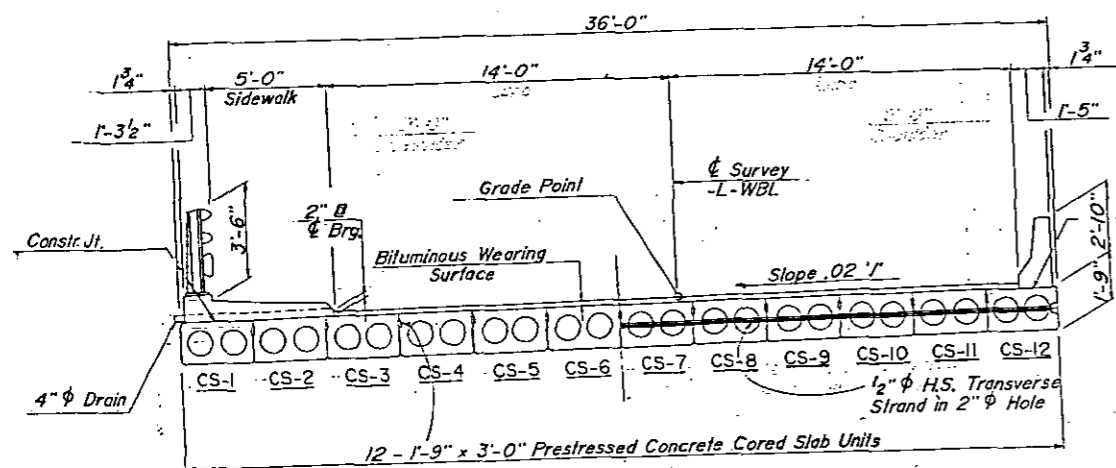 36'-0"
1 3/4"
5'-0"
Sidewalk
14'-0"
14'-0"
1 3/4"
1'-3 1/2"
1'-5"
℄ Survey
-L-WBL
Grade Point
3'-6"
2"
℄ Brg.
Constr. Jt.
Bituminous Wearing
Surface
Slope .02 '/'
2'-10"
1'-9"
CS-1 CS-2 CS-3 CS-4 CS-5 CS-6 CS-7 CS-8 CS-9 CS-10 CS-11 CS-12
4" φ Drain
1/2" φ H.S. Transverse
Strand in 2" φ Hole
12 - 1'-9" x 3'-0" Prestressed Concrete Cored Slab Units